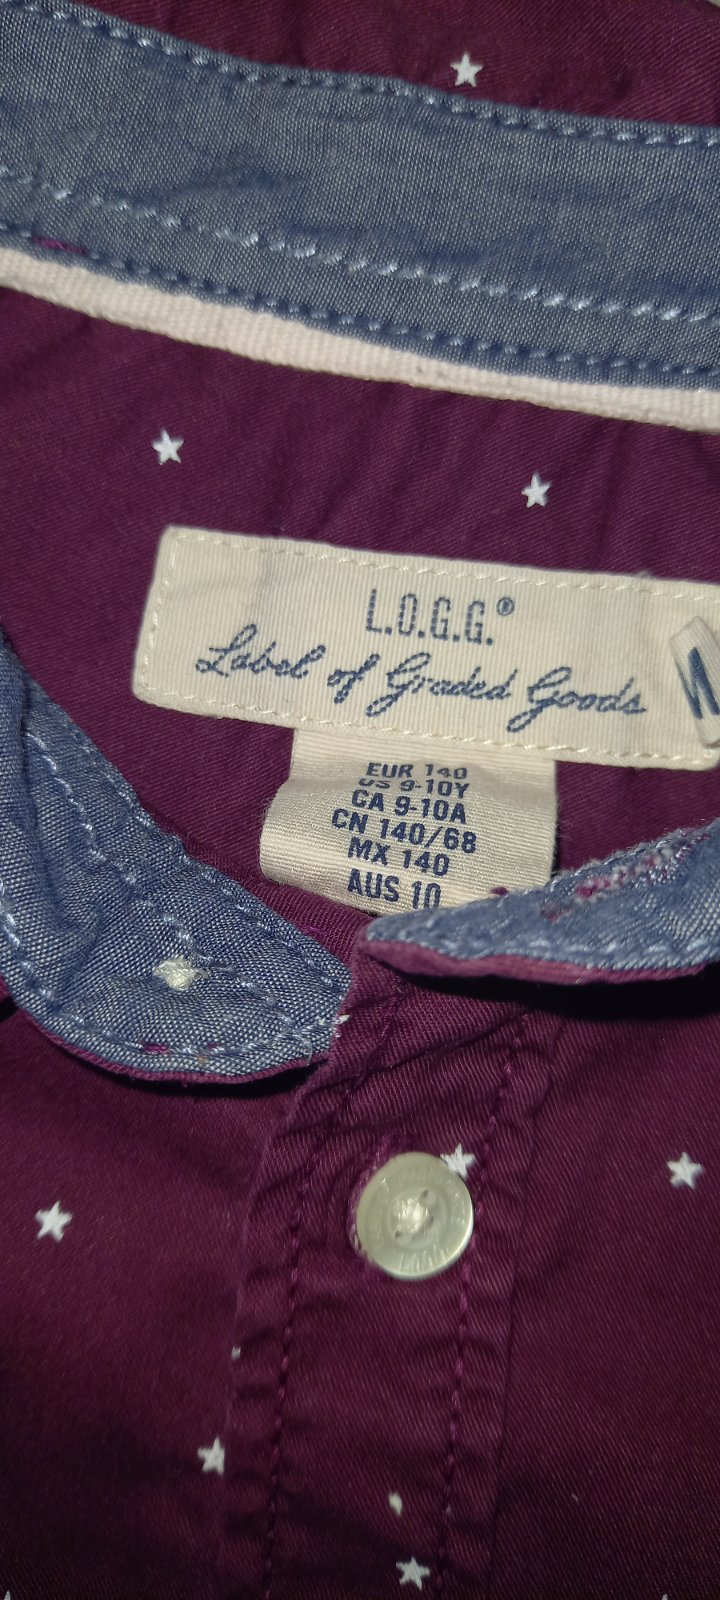 L.O.G.G.®
Label of Graded Goods
EUR 140
US 9-10Y
CA 9-10A
CN 140/68
MX 140
AUS 10